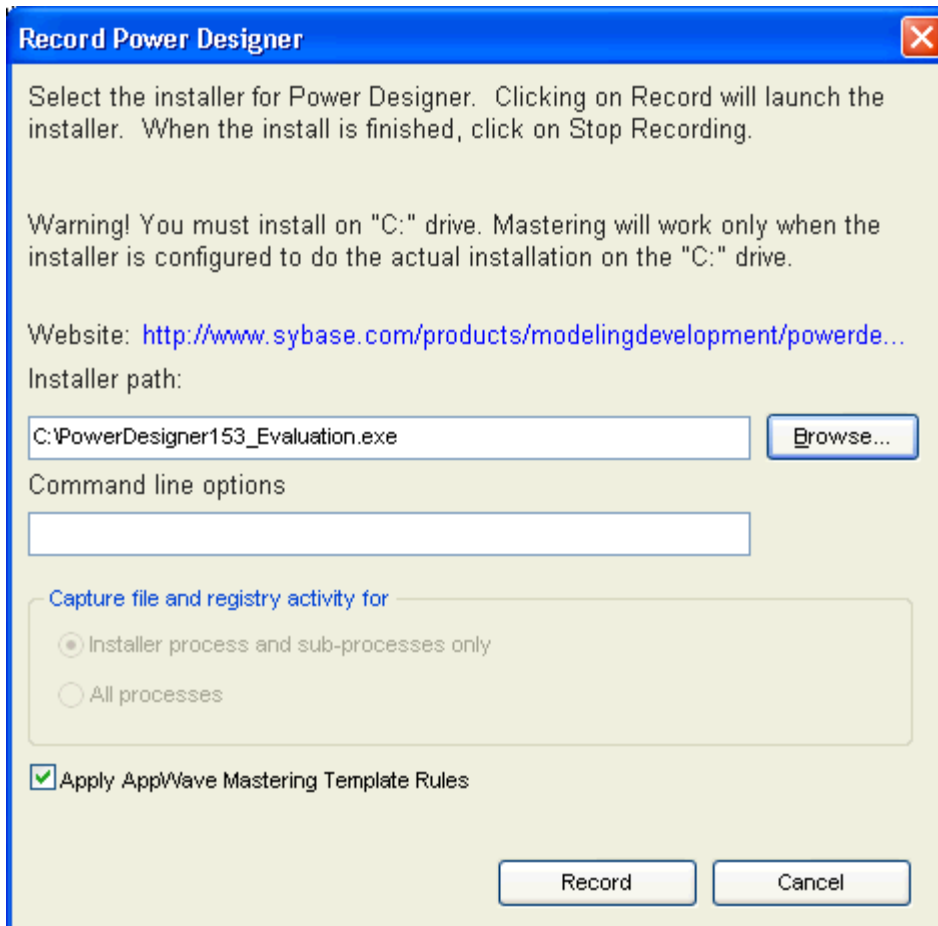 Record Power Designer
Select the installer for Power Designer.  Clicking on Record will launch the
installer.  When the install is finished, click on Stop Recording.
Warning! You must install on "C:" drive. Mastering will work only when the
installer is configured to do the actual installation on the "C:" drive.
Website: http://www.sybase.com/products/modelingdevelopment/powerde...
Installer path:
C:\PowerDesigner153_Evaluation.exe
Browse...
Command line options
Capture file and registry activity for
Installer process and sub-processes only
All processes
Apply AppWave Mastering Template Rules
Record
Cancel